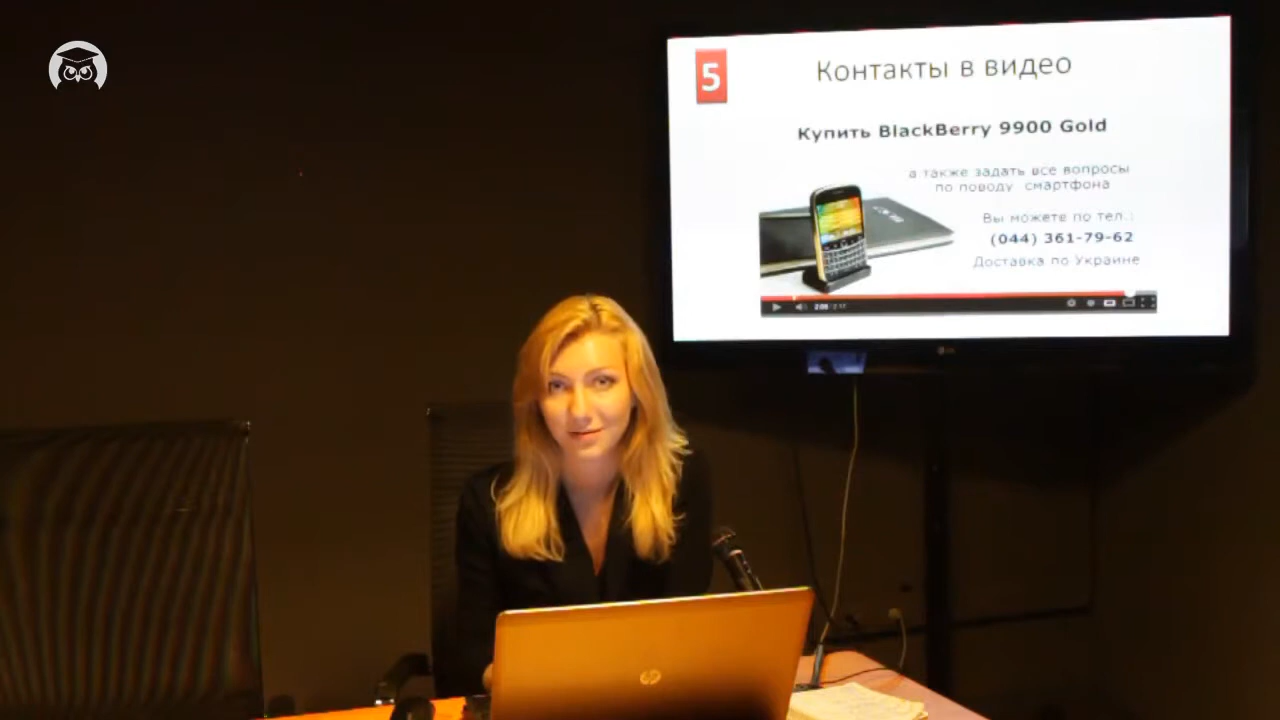 5
Контакты в видео
Купить BlackBerry 9900 Gold
а также задать все вопросы
по поводу смартфона
Вы можете по тел.:
(044) 361-79-62
Доставка по Украине
hp